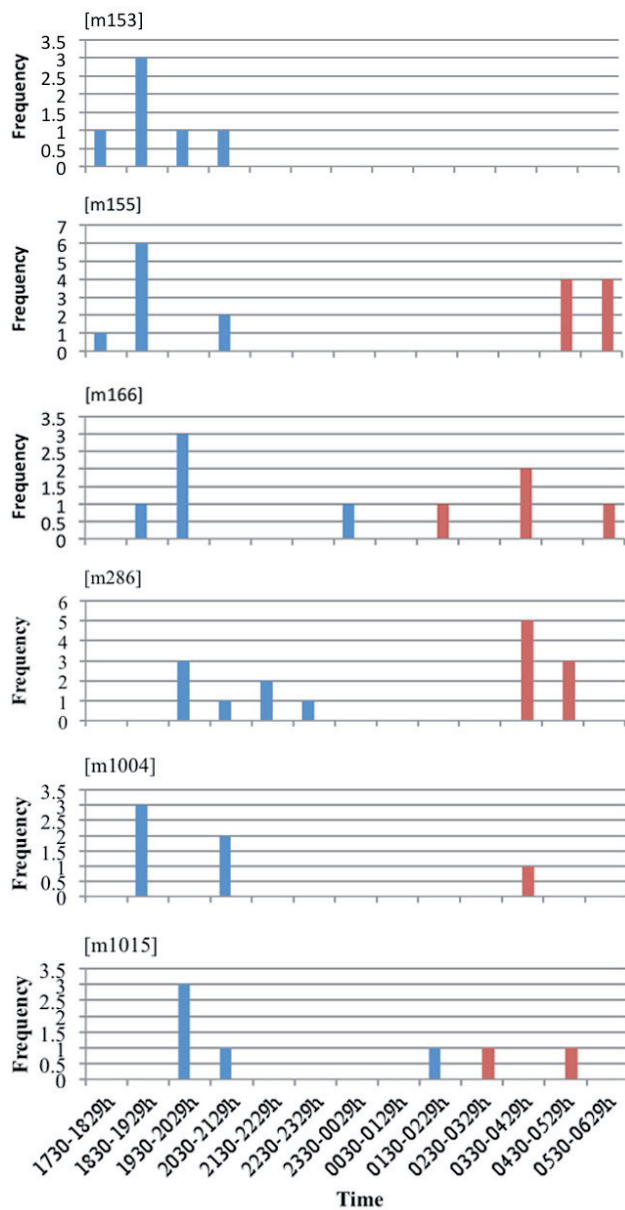 [m153]
Frequency
3.5
3
2.5
2
1.5
1
0.5
0
[m155]
Frequency
7
6
5
4
3
2
1
0
[m166]
Frequency
3.5
3
2.5
2
1.5
1
0.5
0
[m286]
Frequency
6
5
4
3
2
1
0
[m1004]
Frequency
3.5
3
2.5
2
1.5
1
0.5
0
[m1015]
Frequency
3.5
3
2.5
2
1.5
1
0.5
0
1730-1829h
1830-1929h
1930-2029h
2030-2129h
2130-2229h
2230-2329h
2330-0029h
0030-0129h
0130-0229h
0230-0329h
0330-0429h
0430-0529h
0530-0629h
Time